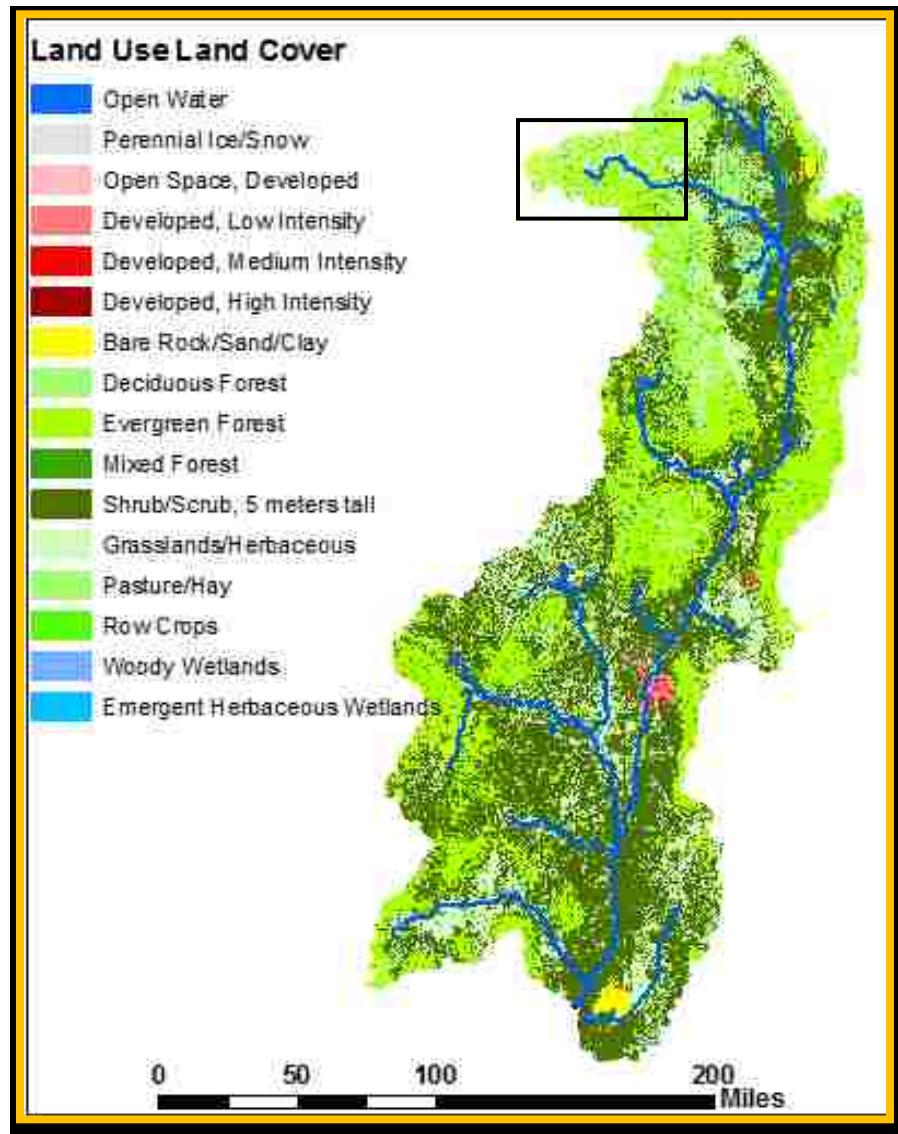 Land Use Land Cover
Open Water
Perennial Ice/Snow
Open Space, Developed
Developed, Low Intensity
Developed, Medium Intensity
Developed, High Intensity
Bare Rock/Sand/Clay
Deciduous Forest
Evergreen Forest
Mixed Forest
Shrub/Scrub, 5 meters tall
Grasslands/Herbaceous
Pasture/Hay
Row Crops
Woody Wetlands
Emergent Herbaceous Wetlands
0 50 100 200
Miles